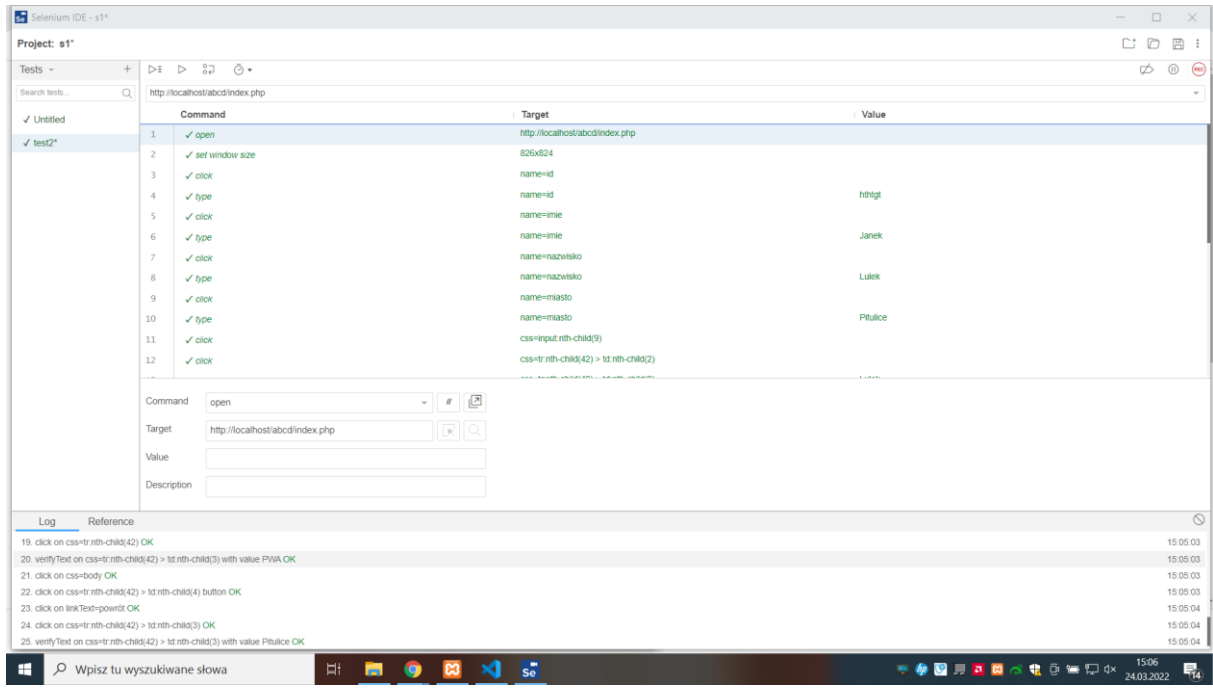 Selenium IDE - s1*
Project: s1*
Tests
Search tests...
http://localhost/abcd/index.php
✓ Untitled
✓ test2*
Command Target Value
1 ✓ open http://localhost/abcd/index.php
2 ✓ set window size 826x824
3 ✓ click name=id
4 ✓ type name=id hthtgt
5 ✓ click name=imie
6 ✓ type name=imie Janek
7 ✓ click name=nazwisko
8 ✓ type name=nazwisko Lulek
9 ✓ click name=miasto
10 ✓ type name=miasto Pitulice
11 ✓ click css=input:nth-child(9)
12 ✓ click css=tr:nth-child(42) > td:nth-child(2)
Command open //
Target http://localhost/abcd/index.php
Value
Description
Log Reference
19. click on css=tr:nth-child(42) OK 15:05:03
20. verifyText on css=tr:nth-child(42) > td:nth-child(3) with value PWA OK 15:05:03
21. click on css=body OK 15:05:03
22. click on css=tr:nth-child(42) > td:nth-child(4) button OK 15:05:03
23. click on linkText=powrót OK 15:05:04
24. click on css=tr:nth-child(42) > td:nth-child(3) OK 15:05:04
25. verifyText on css=tr:nth-child(42) > td:nth-child(3) with value Pitulice OK 15:05:04
Wpisz tu wyszukiwane słowa
Se
15:06
24.03.2022
14